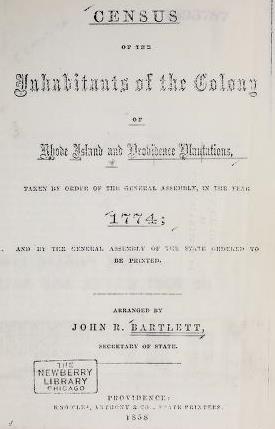 CENSUS
OF THE
Inhabitants of the Colony
OF
Rhode Island and Providence Plantations,
TAKEN BY ORDER OF THE GENERAL ASSEMBLY, IN THE YEAR
1774;
AND BY THE GENERAL ASSEMBLY OF THE STATE ORDERED TO
BE PRINTED.
ARRANGED BY
JOHN R. BARTLETT,
SECRETARY OF STATE.
THE
NEWBERRY
LIBRARY
CHICAGO
PROVIDENCE:
KNOWLES, ANTHONY & CO., STATE PRINTERS.
1858